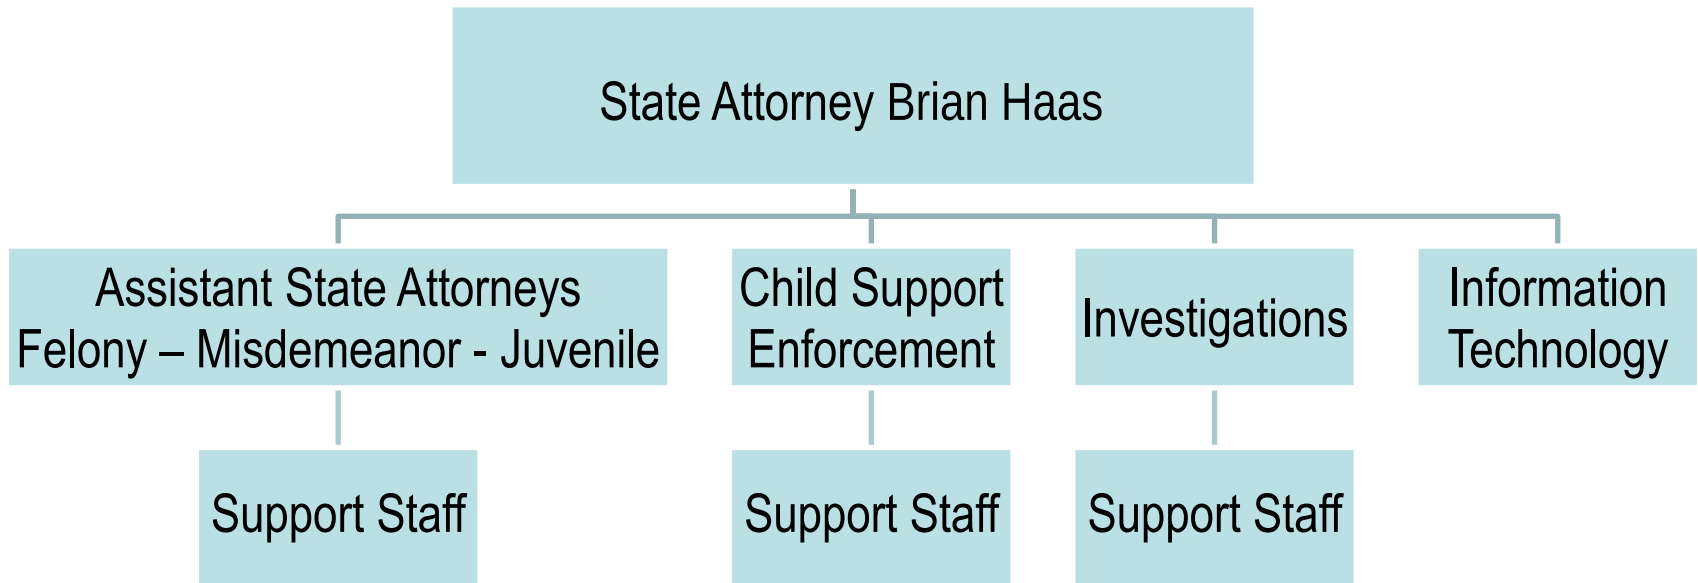 State Attorney Brian Haas
Assistant State Attorneys
Felony – Misdemeanor - Juvenile
Child Support
Enforcement
Investigations
Information
Technology
Support Staff
Support Staff
Support Staff